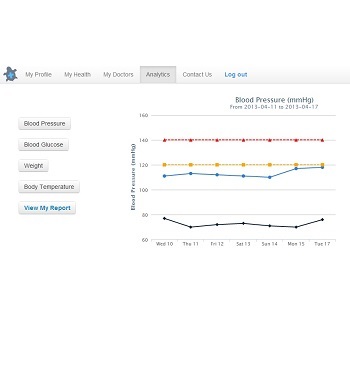 My Profile My Health My Doctors Analytics Contact Us Log out
Blood Pressure (mmHg)
From 2013-04-11 to 2013-04-17
Blood Pressure
Blood Glucose
Weight
Body Temperature
View My Report
Blood Pressure (mmHg)
160
140
120
100
80
60
Wed 10 Thu 11 Fri 12 Sat 13 Sun 14 Mon 15 Tue 17